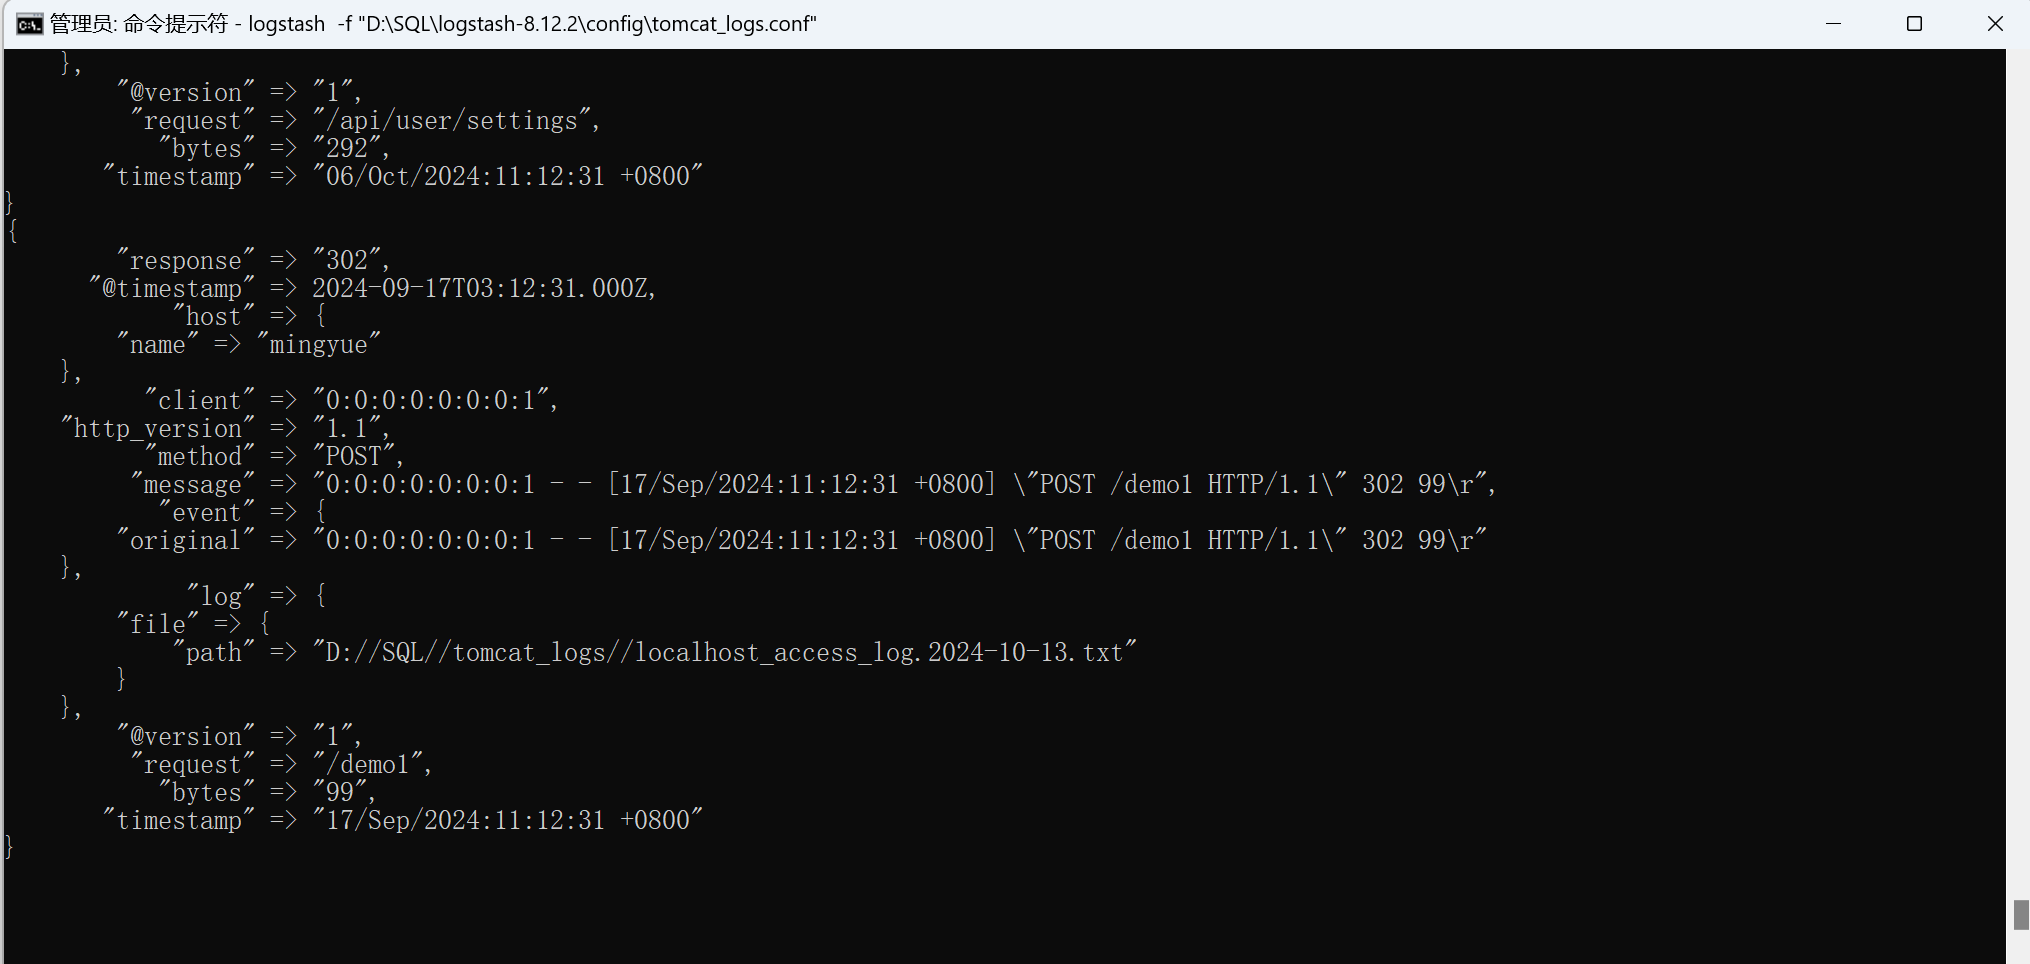 管理员: 命令提示符 - logstash  -f "D:\SQL\logstash-8.12.2\config\tomcat_logs.conf"
    },
        "@version" => "1",
         "request" => "/api/user/settings",
           "bytes" => "292",
       "timestamp" => "06/Oct/2024:11:12:31 +0800"
}
{
        "response" => "302",
      "@timestamp" => 2024-09-17T03:12:31.000Z,
            "host" => {
        "name" => "mingyue"
    },
          "client" => "0:0:0:0:0:0:0:1",
    "http_version" => "1.1",
          "method" => "POST",
         "message" => "0:0:0:0:0:0:0:1 - - [17/Sep/2024:11:12:31 +0800] \"POST /demo1 HTTP/1.1\" 302 99\r",
           "event" => {
        "original" => "0:0:0:0:0:0:0:1 - - [17/Sep/2024:11:12:31 +0800] \"POST /demo1 HTTP/1.1\" 302 99\r"
    },
             "log" => {
        "file" => {
            "path" => "D://SQL//tomcat_logs//localhost_access_log.2024-10-13.txt"
        }
    },
        "@version" => "1",
         "request" => "/demo1",
           "bytes" => "99",
       "timestamp" => "17/Sep/2024:11:12:31 +0800"
}